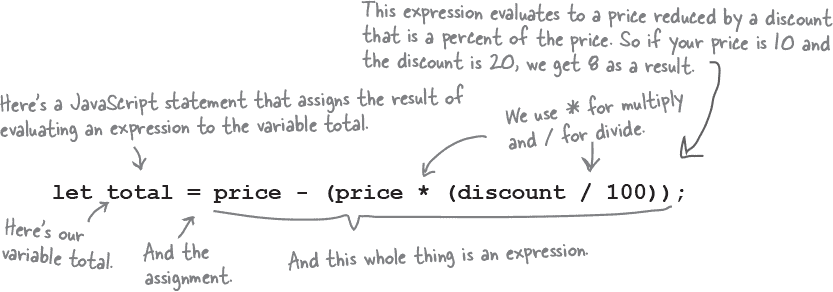 This expression evaluates to a price reduced by a discount
that is a percent of the price. So if your price is 10 and
the discount is 20, we get 8 as a result.
Here's a JavaScript statement that assigns the result of
evaluating an expression to the variable total.
We use * for multiply
and / for divide.
let total = price - (price * (discount / 100));
Here's our
variable total.
And the
assignment.
And this whole thing is an expression.